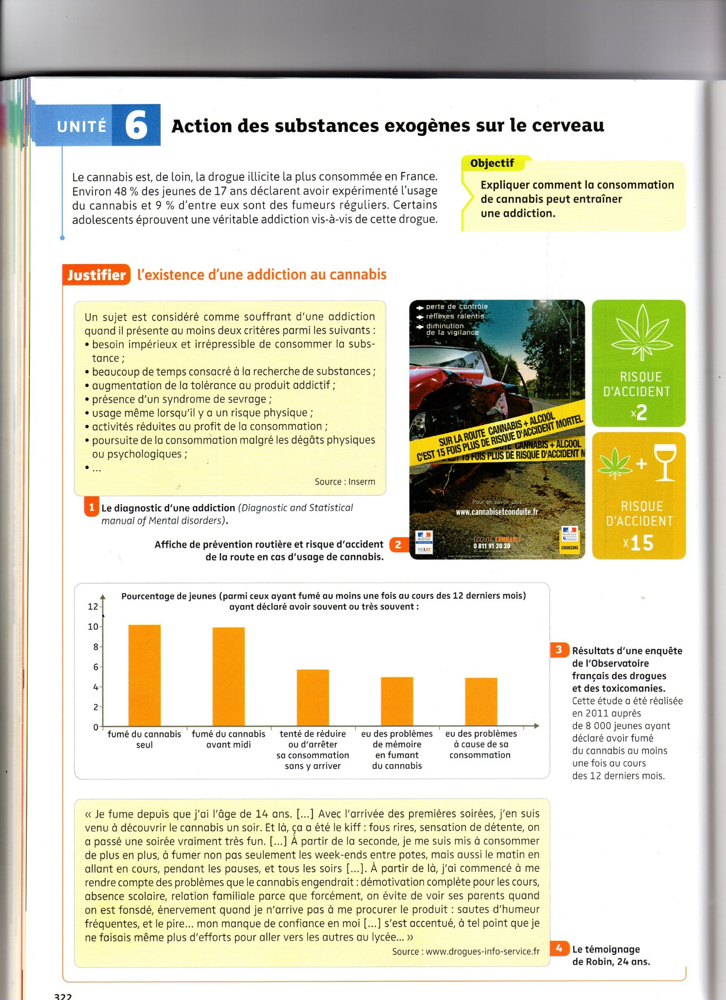 UNITÉ 6 Action des substances exogènes sur le cerveau
Le cannabis est, de loin, la drogue illicite la plus consommée en France.
Environ 48 % des jeunes de 17 ans déclarent avoir expérimenté l'usage
du cannabis et 9 % d'entre eux sont des fumeurs réguliers. Certains
adolescents éprouvent une véritable addiction vis-à-vis de cette drogue.
Objectif
Expliquer comment la consommation
de cannabis peut entraîner
une addiction.
Justifier l'existence d'une addiction au cannabis
Un sujet est considéré comme souffrant d'une addiction
quand il présente au moins deux critères parmi les suivants :
• besoin impérieux et irrépressible de consommer la subs-
tance ;
• beaucoup de temps consacré à la recherche de substances ;
• augmentation de la tolérance au produit addictif ;
• présence d'un syndrome de sevrage ;
• usage même lorsqu'il y a un risque physique ;
• activités réduites au profit de la consommation ;
• poursuite de la consommation malgré les dégâts physiques
ou psychologiques ;
• ...
Source : Inserm
1 Le diagnostic d'une addiction (Diagnostic and Statistical
manual of Mental disorders).
perte de contrôle
réflexes ralentis
diminution
de la vigilance
SUR LA ROUTE CANNABIS + ALCOOL
C'EST 15 FOIS PLUS DE RISQUE D'ACCIDENT MORTEL
ROUTE CANNABIS + ALCOOL
C'EST 15 FOIS PLUS DE RISQUE D'ACCIDENT M
Pour en savoir plus
www.cannabisetconduite.fr
ÉCOUTE CANNABIS
0 811 91 20 20
MiLDT
CHANGEONS
RISQUE
D'ACCIDENT
x2
+
RISQUE
D'ACCIDENT
x15
Affiche de prévention routière et risque d'accident 2
de la route en cas d'usage de cannabis.
Pourcentage de jeunes (parmi ceux ayant fumé au moins une fois au cours des 12 derniers mois)
ayant déclaré avoir souvent ou très souvent :
12
10
8
6
4
2
0
fumé du cannabis
seul
fumé du cannabis
avant midi
tenté de réduire
ou d'arrêter
sa consommation
sans y arriver
eu des problèmes
de mémoire
en fumant
du cannabis
eu des problèmes
à cause de sa
consommation
3 Résultats d'une enquête
de l'Observatoire
français des drogues
et des toxicomanies.
Cette étude a été réalisée
en 2011 auprès
de 8 000 jeunes ayant
déclaré avoir fumé
du cannabis au moins
une fois au cours
des 12 derniers mois.
« Je fume depuis que j'ai l'âge de 14 ans. [...] Avec l'arrivée des premières soirées, j'en suis
venu à découvrir le cannabis un soir. Et là, ça a été le kiff : fous rires, sensation de détente, on
a passé une soirée vraiment très fun. [...] À partir de la seconde, je me suis mis à consommer
de plus en plus, à fumer non pas seulement les week-ends entre potes, mais aussi le matin en
allant en cours, pendant les pauses, et tous les soirs [...]. À partir de là, j'ai commencé à me
rendre compte des problèmes que le cannabis engendrait : démotivation complète pour les cours,
absence scolaire, relation familiale parce que forcément, on évite de voir ses parents quand
on est fonsdé, énervement quand je n'arrive pas à me procurer le produit : sautes d'humeur
fréquentes, et le pire... mon manque de confiance en moi [...] s'est accentué, à tel point que je
ne faisais même plus d'efforts pour aller vers les autres au lycée... »
Source : www.drogues-info-service.fr
4 Le témoignage
de Robin, 24 ans.
322